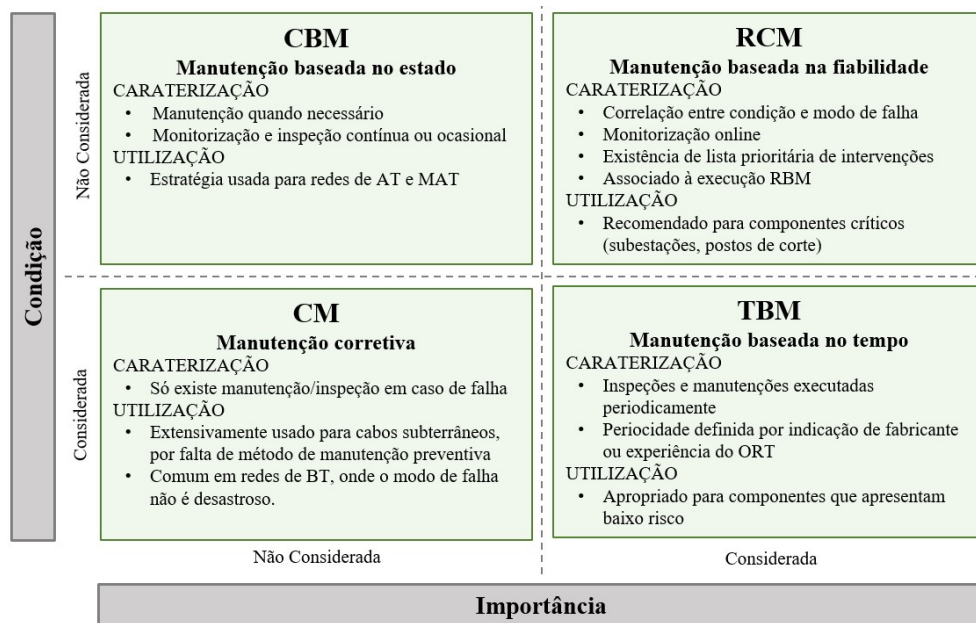 CBM
Manutenção baseada no estado
CARATERIZAÇÃO
• Manutenção quando necessário
• Monitorização e inspeção contínua ou ocasional
UTILIZAÇÃO
• Estratégia usada para redes de AT e MAT
RCM
Manutenção baseada na fiabilidade
CARATERIZAÇÃO
• Correlação entre condição e modo de falha
• Monitorização online
• Existência de lista prioritária de intervenções
• Associado à execução RBM
UTILIZAÇÃO
• Recomendado para componentes críticos
(subestações, postos de corte)
Não Considerada
Condição
Considerada
CM
Manutenção corretiva
CARATERIZAÇÃO
• Só existe manutenção/inspeção em caso de falha
UTILIZAÇÃO
• Extensivamente usado para cabos subterrâneos,
por falta de método de manutenção preventiva
• Comum em redes de BT, onde o modo de falha
não é desastroso.
TBM
Manutenção baseada no tempo
CARATERIZAÇÃO
• Inspeções e manutenções executadas
periodicamente
• Periocidade definida por indicação de fabricante
ou experiência do ORT
UTILIZAÇÃO
• Apropriado para componentes que apresentam
baixo risco
Não Considerada
Considerada
Importância